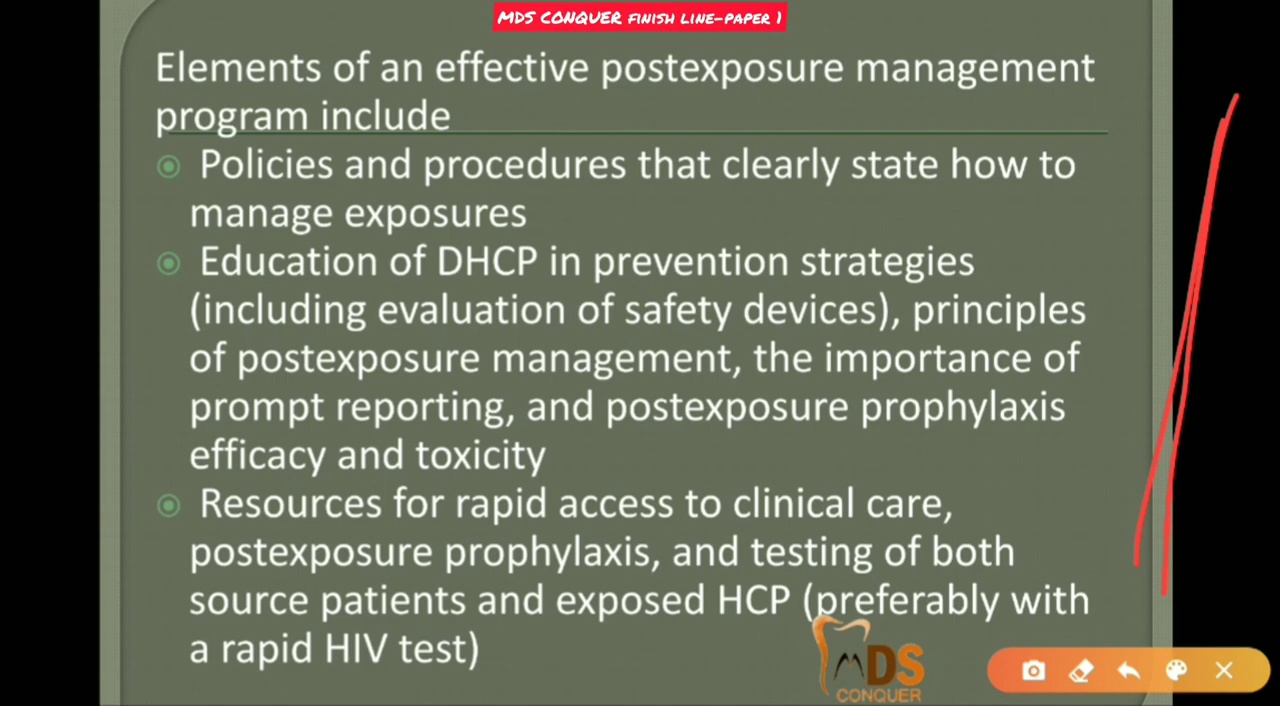 MDS CONQUER FINISH LINE-PAPER 1
Elements of an effective postexposure management
program include
Policies and procedures that clearly state how to
manage exposures
Education of DHCP in prevention strategies
(including evaluation of safety devices), principles
of postexposure management, the importance of
prompt reporting, and postexposure prophylaxis
efficacy and toxicity
Resources for rapid access to clinical care,
postexposure prophylaxis, and testing of both
source patients and exposed HCP (preferably with
a rapid HIV test)
MDS
CONQUER